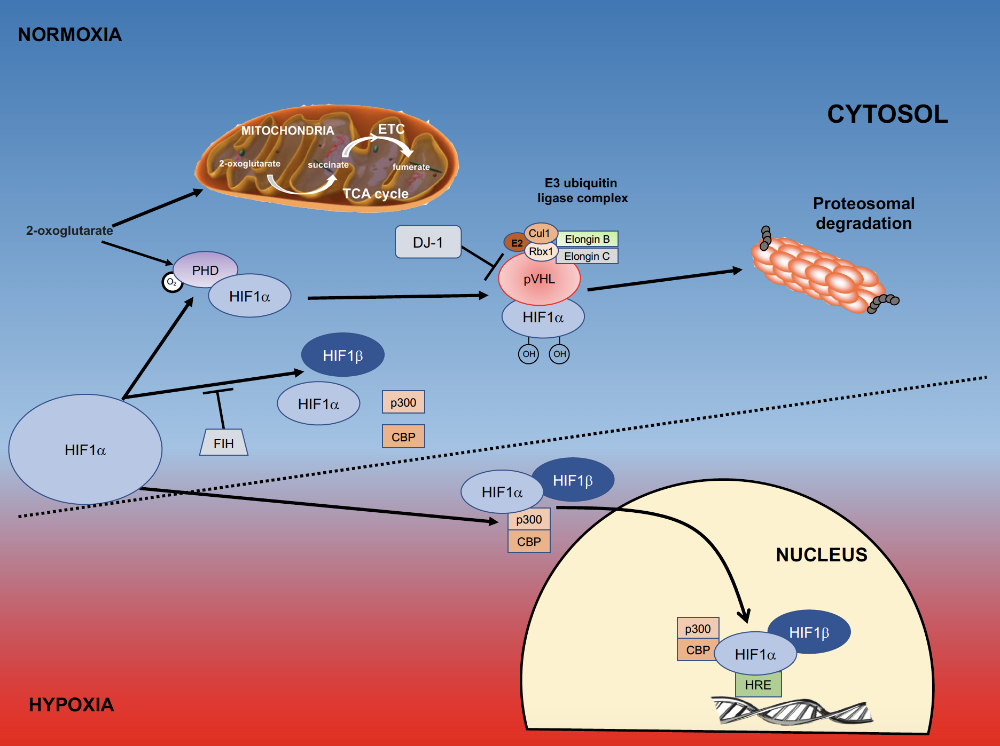 NORMOXIA
CYTOSOL
MITOCHONDRIA
ETC
2-oxoglutarate
succinate
fumerate
TCA cycle
E3 ubiquitin
ligase complex
Proteosomal
degradation
2-oxoglutarate
DJ-1
E2
Cul1
Rbx1
Elongin B
Elongin C
pVHL
PHD
O₂
HIF1α
HIF1α
OH
OH
HIF1β
HIF1α
p300
CBP
FIH
HIF1α
HIF1α
HIF1β
p300
CBP
NUCLEUS
p300
CBP
HIF1α
HIF1β
HRE
HYPOXIA